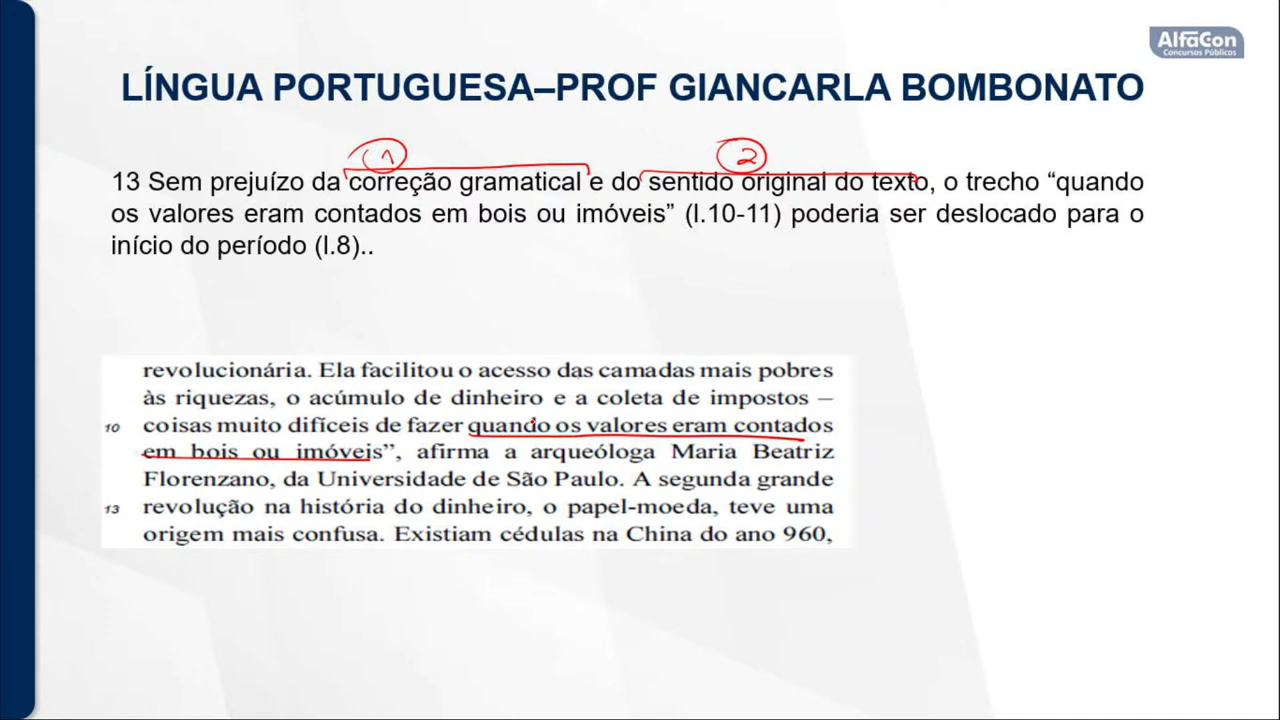 AlfaCon
Concursos Públicos
LÍNGUA PORTUGUESA–PROF GIANCARLA BOMBONATO
1
2
13 Sem prejuízo da correção gramatical e do sentido original do texto, o trecho “quando
os valores eram contados em bois ou imóveis” (l.10-11) poderia ser deslocado para o
início do período (l.8)..
revolucionária. Ela facilitou o acesso das camadas mais pobres
às riquezas, o acúmulo de dinheiro e a coleta de impostos –
10 coisas muito difíceis de fazer quando os valores eram contados
em bois ou imóveis”, afirma a arqueóloga Maria Beatriz
Florenzano, da Universidade de São Paulo. A segunda grande
13 revolução na história do dinheiro, o papel-moeda, teve uma
origem mais confusa. Existiam cédulas na China do ano 960,